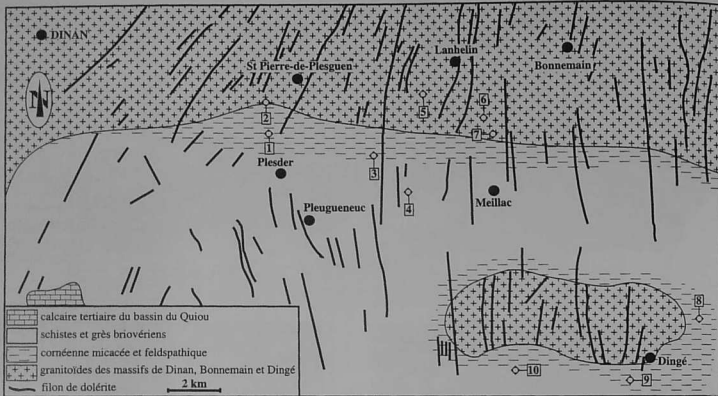 DINAN
Lanhelin
Bonnemain
St Pierre-de-Plesguen
N
5
2
6
1
7
3
Plesder
4
Meillac
Pleugueneuc
8
calcaire tertiaire du bassin du Quiou
schistes et grès briovériens
cornéenne micacée et feldspathique
granitoïdes des massifs de Dinan, Bonnemain et Dingé
filon de dolérite
2 km
Dingé
10
9